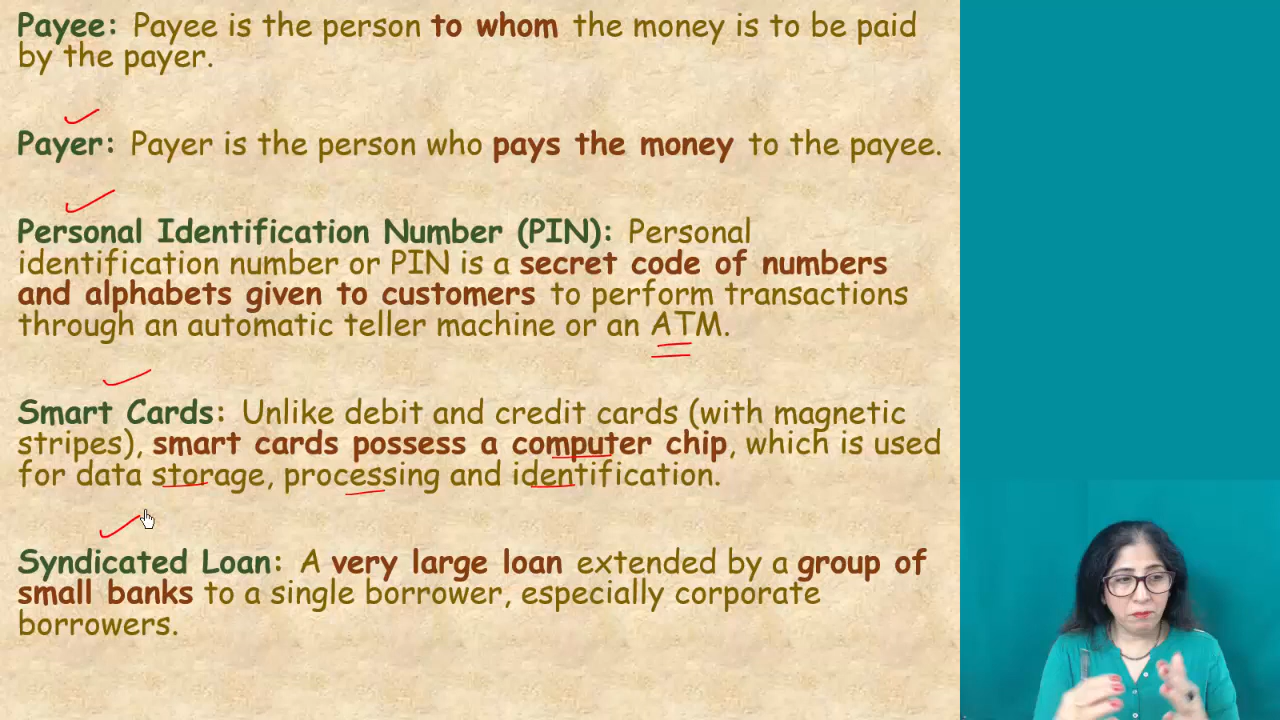 Payee: Payee is the person to whom the money is to be paid
by the payer.
Payer: Payer is the person who pays the money to the payee.
Personal Identification Number (PIN): Personal
identification number or PIN is a secret code of numbers
and alphabets given to customers to perform transactions
through an automatic teller machine or an ATM.
Smart Cards: Unlike debit and credit cards (with magnetic
stripes), smart cards possess a computer chip, which is used
for data storage, processing and identification.
Syndicated Loan: A very large loan extended by a group of
small banks to a single borrower, especially corporate
borrowers.